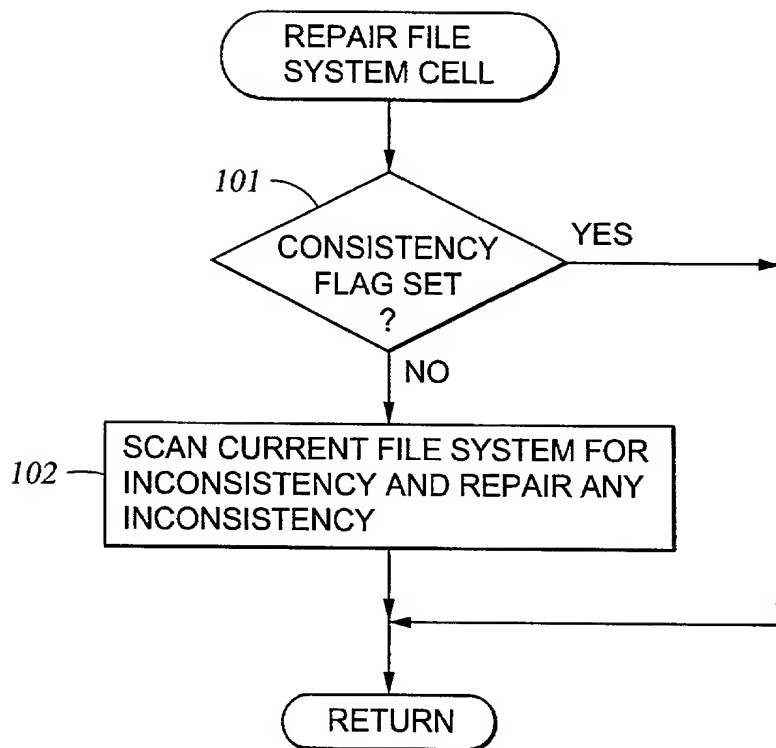 REPAIR FILE
SYSTEM CELL
101
CONSISTENCY
FLAG SET
?
YES
NO
102
SCAN CURRENT FILE SYSTEM FOR
INCONSISTENCY AND REPAIR ANY
INCONSISTENCY
RETURN